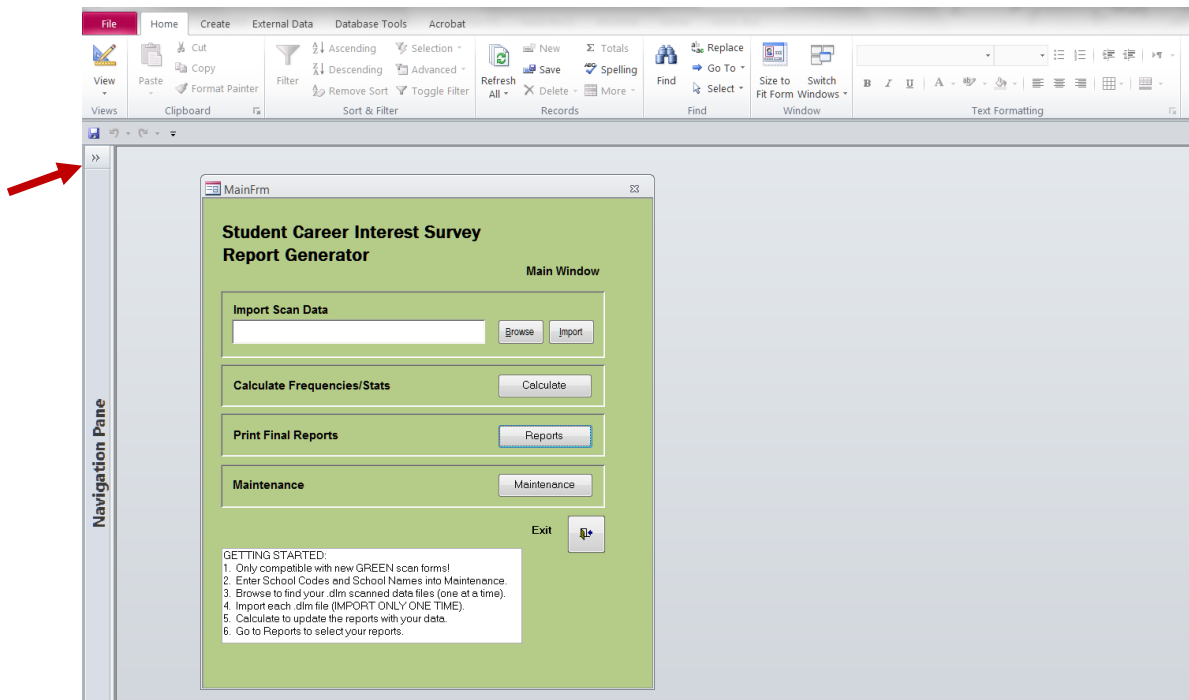 File Home Create External Data Database Tools Acrobat
View Paste Cut Copy Format Painter Filter Ascending Descending Remove Sort Selection Advanced Toggle Filter Refresh All New Save Delete Σ Totals Spelling More Find Replace Go To Select Size to Fit Form Switch Windows B I U A
Views Clipboard Sort & Filter Records Find Window Text Formatting
Navigation Pane
MainFrm
Student Career Interest Survey
Report Generator
Main Window
Import Scan Data
Browse Import
Calculate Frequencies/Stats Calculate
Print Final Reports Reports
Maintenance Maintenance
Exit
GETTING STARTED:
1. Only compatible with new GREEN scan forms!
2. Enter School Codes and School Names into Maintenance.
3. Browse to find your .dlm scanned data files (one at a time).
4. Import each .dlm file (IMPORT ONLY ONE TIME).
5. Calculate to update the reports with your data.
6. Go to Reports to select your reports.